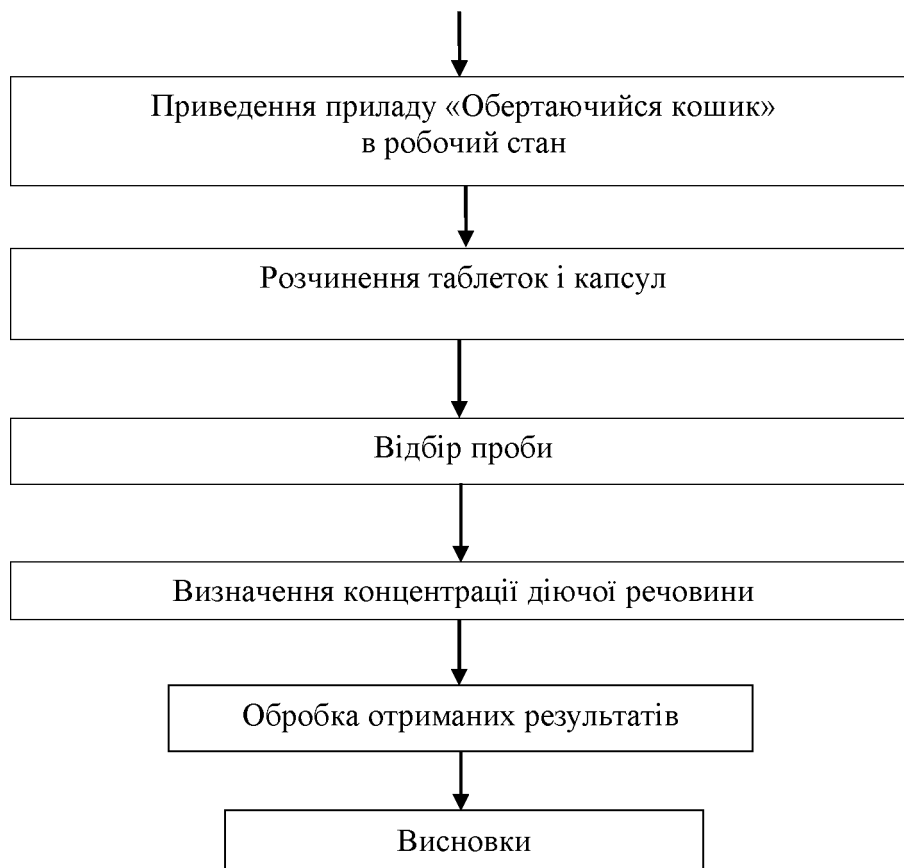 Приведення приладу «Обертаючийся кошик»
в робочий стан
Розчинення таблеток і капсул
Відбір проби
Визначення концентрації діючої речовини
Обробка отриманих результатів
Висновки